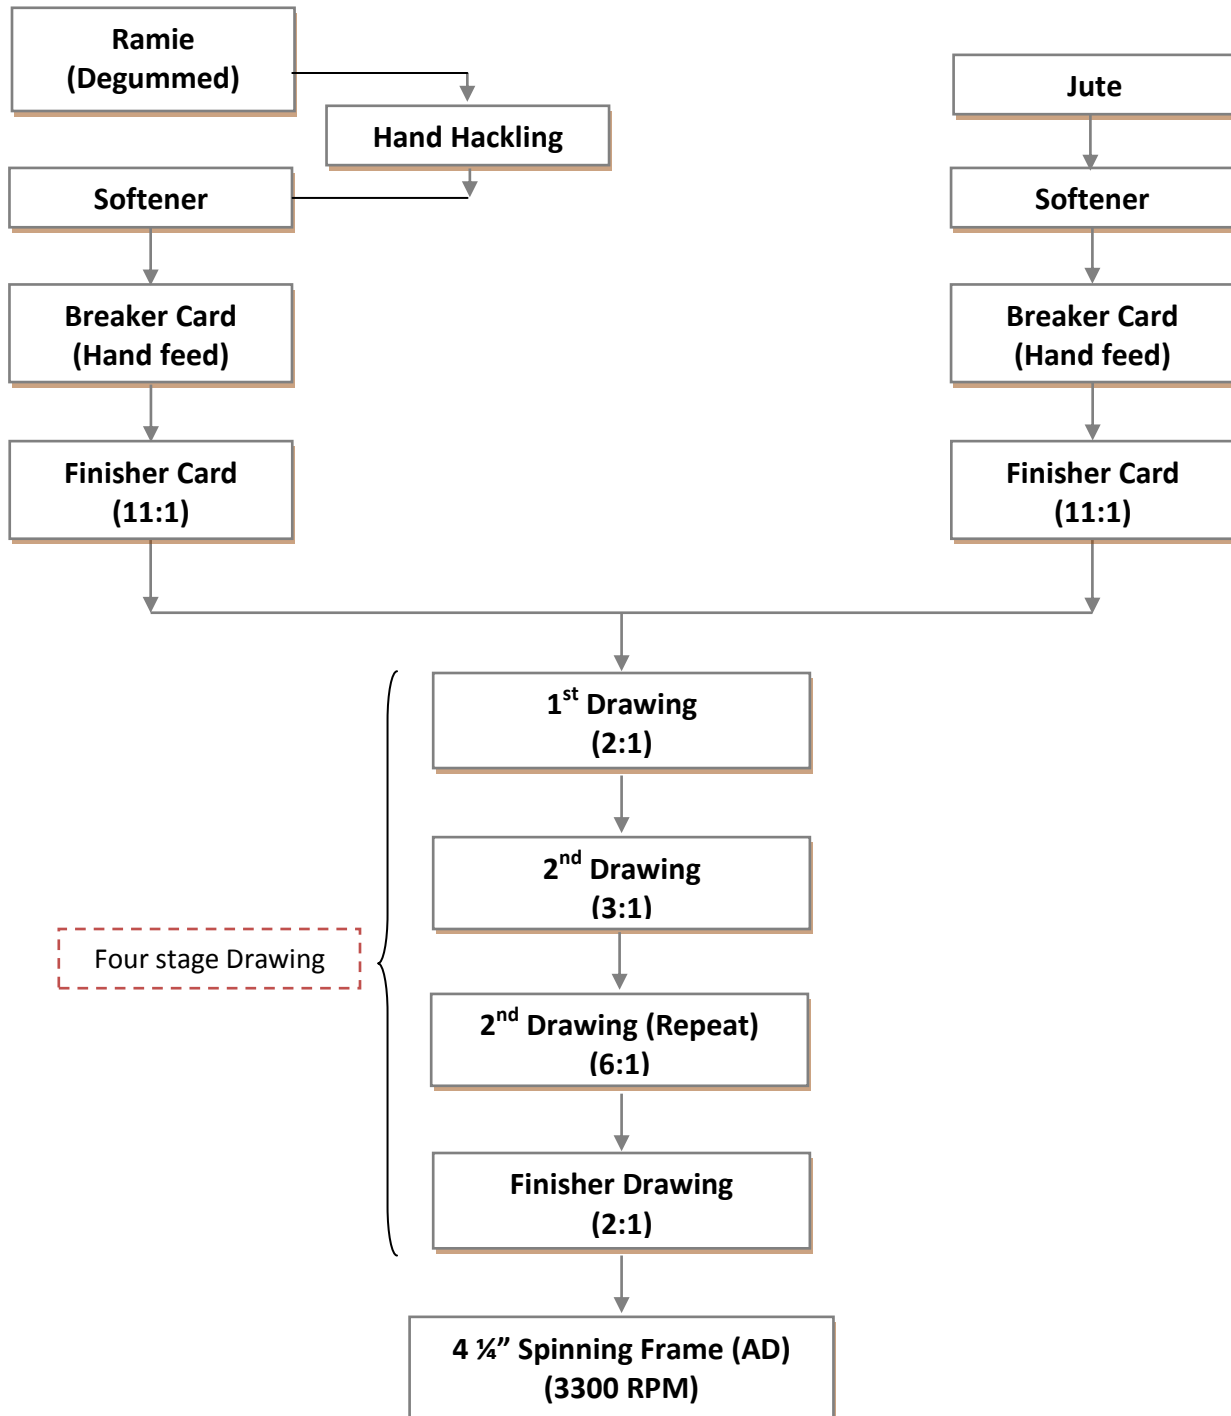 Ramie
(Degummed)
Hand Hackling
Softener
Breaker Card
(Hand feed)
Finisher Card
(11:1)
Jute
Softener
Breaker Card
(Hand feed)
Finisher Card
(11:1)
1st Drawing
(2:1)
2nd Drawing
(3:1)
2nd Drawing (Repeat)
(6:1)
Finisher Drawing
(2:1)
Four stage Drawing
4 ¼” Spinning Frame (AD)
(3300 RPM)